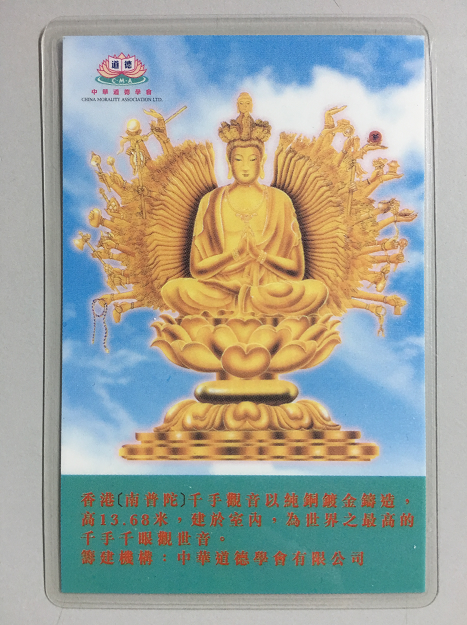 道德
C·M·A
中華道德學會
CHINA MORALITY ASSOCIATION LTD.
香港(南普陀)千手觀音以純銅鍍金鑄造，
高13.68米，建於室內，為世界之最高的
千手千眼觀世音。
籌建機構：中華道德學會有限公司